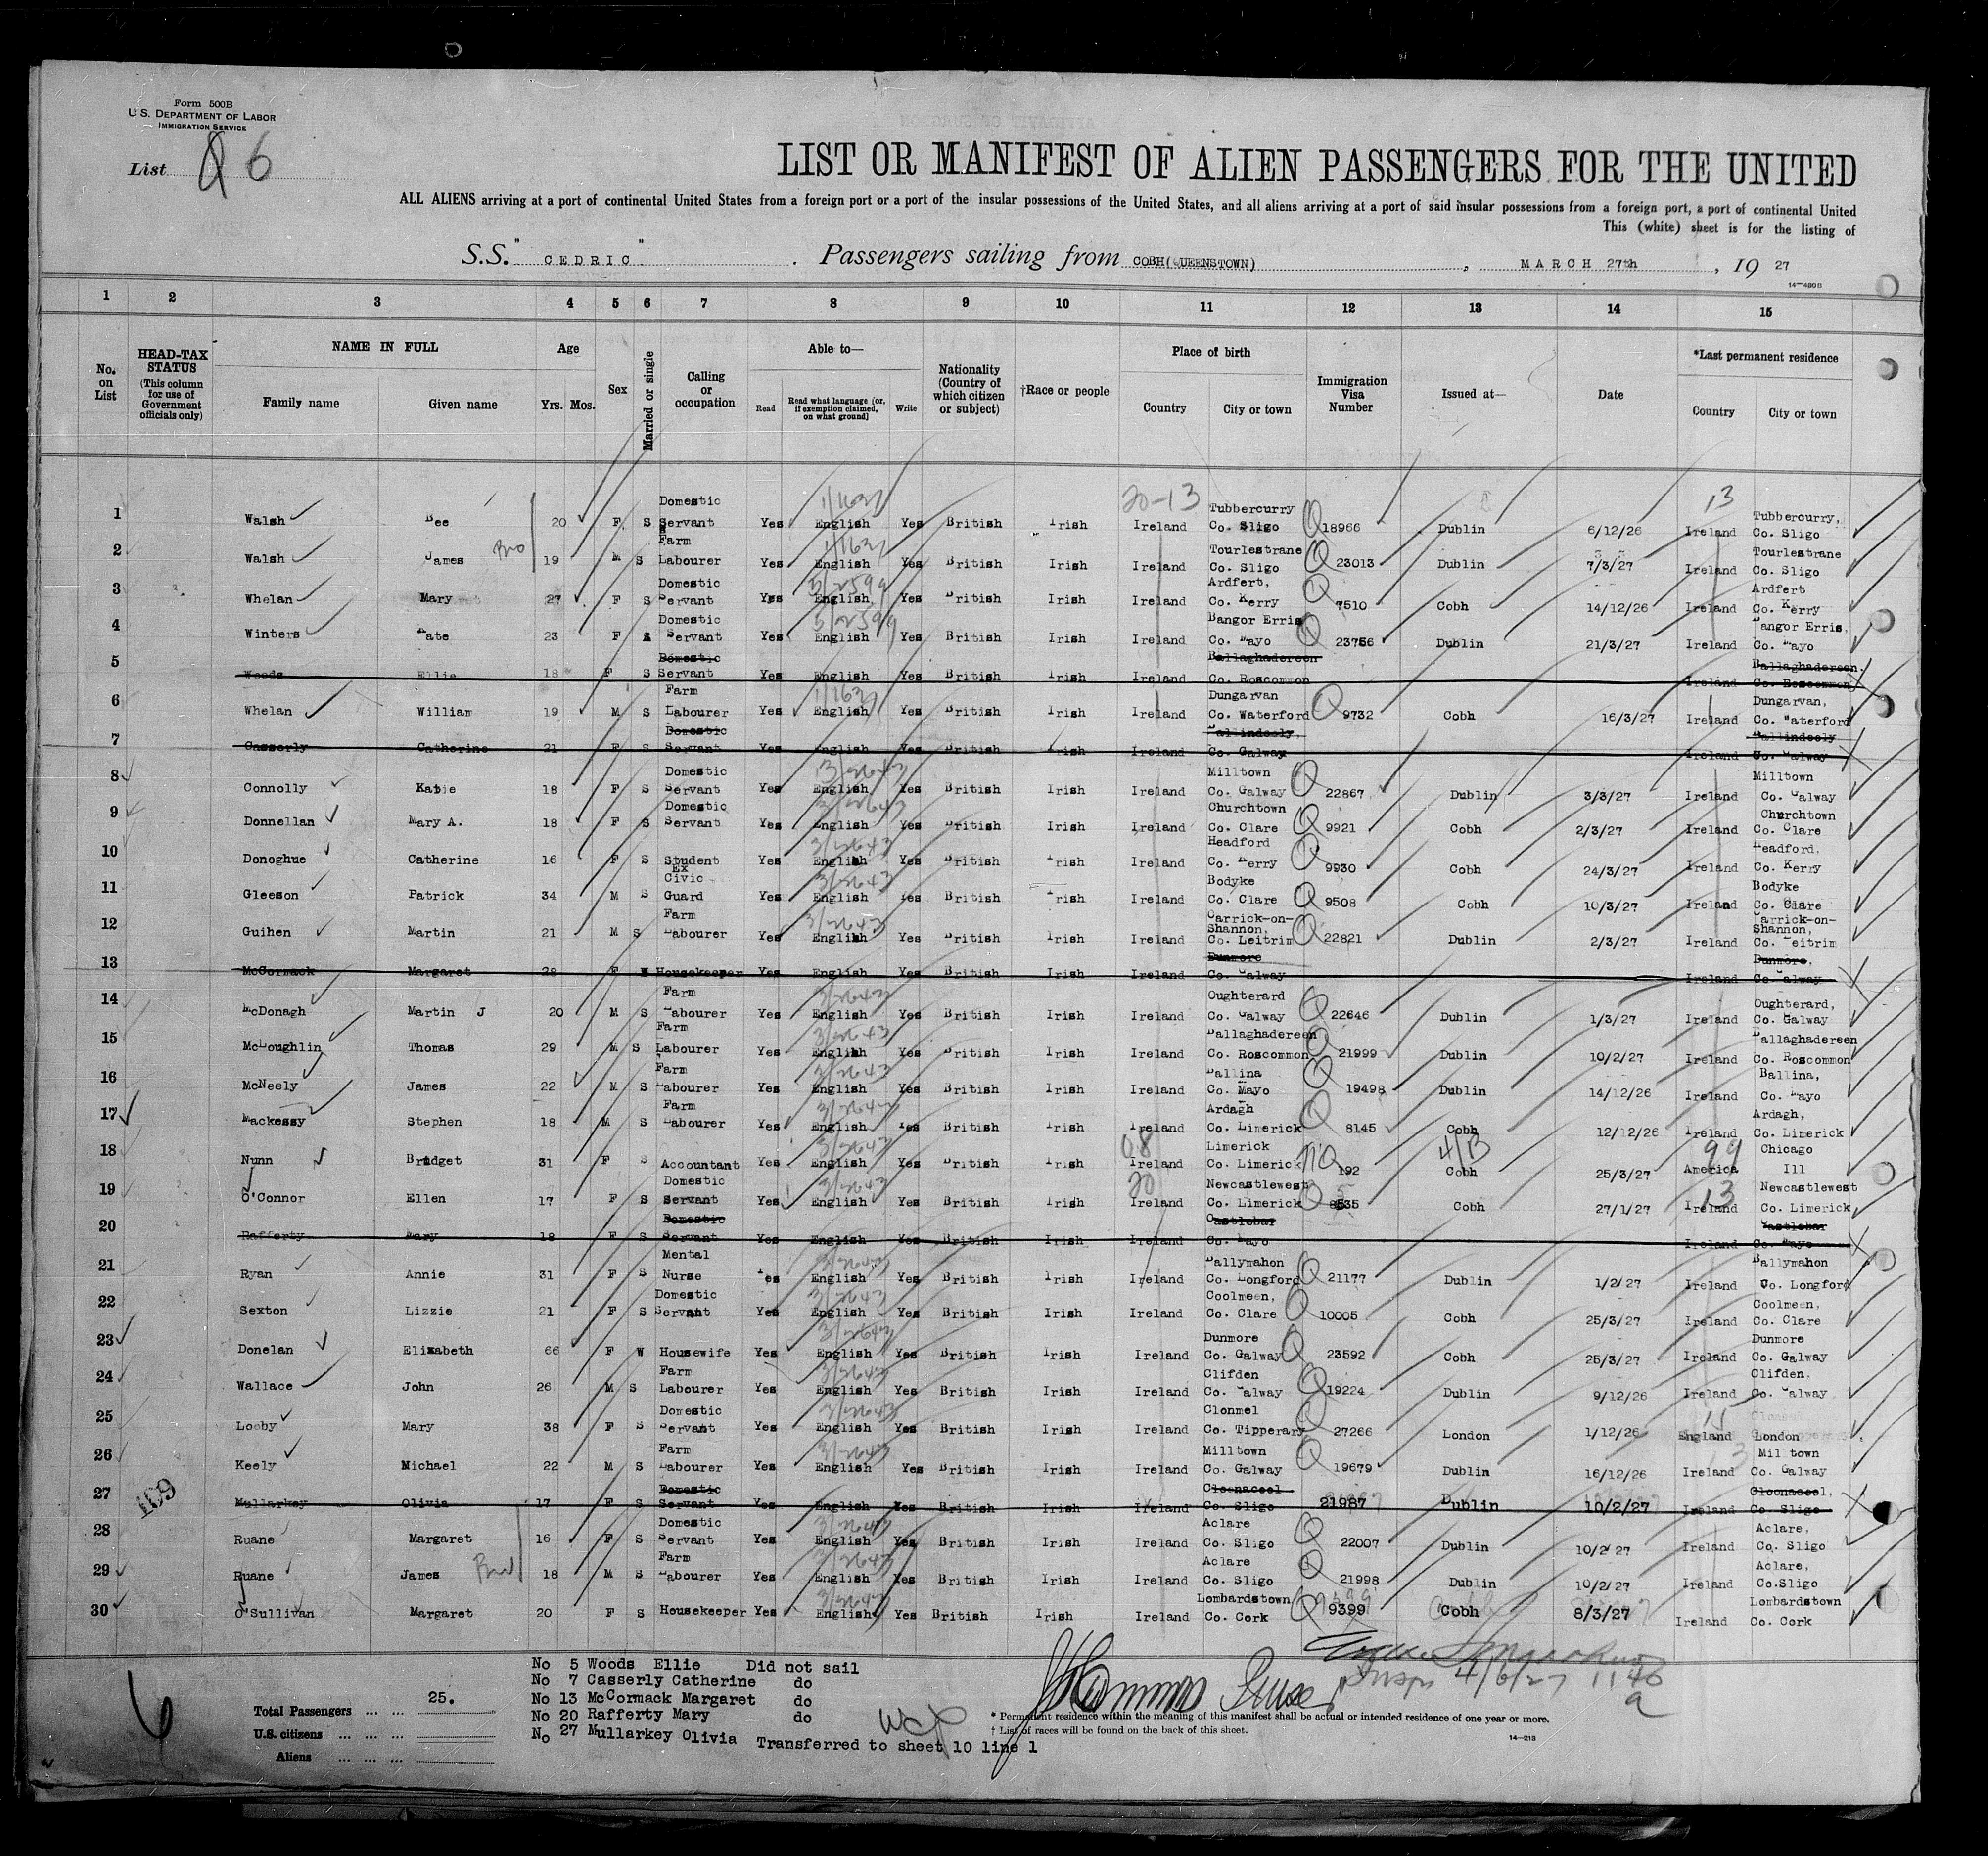 Form 500B
U.S. DEPARTMENT OF LABOR
IMMIGRATION SERVICE
List 6
LIST OR MANIFEST OF ALIEN PASSENGERS FOR THE UNITED
ALL ALIENS arriving at a port of continental United States from a foreign port or a port of the insular possessions of the United States, and all aliens arriving at a port of said insular possessions from a foreign port, a port of continental United
This (white) sheet is for the listing of
S.S. "CEDRIC" Passengers sailing from COBH(QUEENSTOWN), MARCH 27th, 19 27
14—430B
1 2 3 4 5 6 7 8 9 10 11 12 13 14 15
No. on List
HEAD-TAX STATUS (This column for use of Government officials only)
NAME IN FULL Family name Given name
Age Yrs. Mos.
Sex
Married or single
Calling or occupation
Able to— Read Read what language (or, if exemption claimed, on what ground) Write
Nationality (Country of which citizen or subject)
†Race or people
Place of birth Country City or town
Immigration Visa Number
Issued at—
Date
*Last permanent residence Country City or town
1 Walsh Bee 20 F S Domestic Servant Yes English Yes British Irish Ireland Tubbercurry Co. Sligo 18966 Dublin 6/12/26 Ireland Tubbercurry, Co. Sligo
2 Walsh James Bro 19 M S Farm Labourer Yes English Yes British Irish Ireland Tourlestrane Co. Sligo 23013 Dublin 7/3/27 Ireland Tourlestrane Co. Sligo
3 Whelan Mary 27 F S Domestic Servant Yes English Yes British Irish Ireland Ardfert, Co. Kerry 7510 Cobh 14/12/26 Ireland Ardfert Co. Kerry
4 Winters Kate 23 F S Domestic Servant Yes English Yes British Irish Ireland Bangor Erris Co. Mayo 23756 Dublin 21/3/27 Ireland Bangor Erris, Co. Mayo
5 Woods Ellie 18 F S Domestic Servant Yes English Yes British Irish Ireland Ballaghadereen Co. Roscommon Ireland Ballaghadereen. Co. Roscommon
6 Whelan William 19 M S Farm Labourer Yes English Yes British Irish Ireland Dungarvan Co. Waterford 9732 Cobh 16/3/27 Ireland Dungarvan, Co. Waterford
7 Casserly Catherine 21 F S Domestic Servant Yes English Yes British Irish Ireland Ballindooly, Co. Galway Ireland Ballindooly Co. Galway
8 Connolly Katie 18 F S Domestic Servant Yes English Yes British Irish Ireland Milltown Co. Galway 22867 Dublin 3/3/27 Ireland Milltown Co. Galway
9 Donnellan Mary A. 18 F S Domestic Servant Yes English Yes British Irish Ireland Churchtown Co. Clare 9921 Cobh 2/3/27 Ireland Churchtown Co. Clare
10 Donoghue Catherine 16 F S Student Yes English Yes British Irish Ireland Headford Co. Kerry 9930 Cobh 24/3/27 Ireland Headford, Co. Kerry
11 Gleeson Patrick 34 M S Ex Civic Guard Yes English Yes British Irish Ireland Bodyke Co. Clare 9508 Cobh 10/3/27 Ireland Bodyke Co. Clare
12 Guihen Martin 21 M S Farm Labourer Yes English Yes British Irish Ireland Carrick-on-Shannon, Co. Leitrim 22821 Dublin 2/3/27 Ireland Carrick-on-Shannon, Co. Leitrim
13 McCormack Margaret 28 F Housekeeper Yes English Yes British Irish Ireland Dunmore Co. Galway Ireland Dunmore, Co Galway
14 McDonagh Martin J 20 M S Farm Labourer Yes English Yes British Irish Ireland Oughterard Co. Galway 22646 Dublin 1/3/27 Ireland Oughterard, Co. Galway
15 McLoughlin Thomas 29 M S Farm Labourer Yes English Yes British Irish Ireland Ballaghadereen Co. Roscommon 21999 Dublin 10/2/27 Ireland Ballaghadereen Co. Roscommon
16 McNeely James 22 M S Farm Labourer Yes English Yes British Irish Ireland Ballina Co. Mayo 19498 Dublin 14/12/26 Ireland Ballina, Co. Mayo
17 Mackessy Stephen 18 M S Farm Labourer Yes English Yes British Irish Ireland Ardagh Co. Limerick 8145 Cobh 12/12/26 Ireland Ardagh, Co. Limerick
18 Nunn Bridget 31 F S Accountant Yes English Yes British Irish Ireland Limerick Co. Limerick 192 Cobh 25/3/27 America Chicago Ill
19 O'Connor Ellen 17 F S Domestic Servant Yes English Yes British Irish Ireland Newcastlewest Co. Limerick 8535 Cobh 27/1/27 Ireland Newcastlewest Co. Limerick
20 Rafferty Mary 18 F S Domestic Servant Yes English Yes British Irish Ireland Castlebar Co. Mayo Ireland Castlebar Co. Mayo
21 Ryan Annie 31 F S Mental Nurse Yes English Yes British Irish Ireland Ballymahon Co. Longford 21177 Dublin 1/2/27 Ireland Ballymahon Co. Longford
22 Sexton Lizzie 21 F S Domestic Servant Yes English Yes British Irish Ireland Coolmeen, Co. Clare 10005 Cobh 25/3/27 Ireland Coolmeen, Co. Clare
23 Donelan Elizabeth 66 F W Housewife Yes English Yes British Irish Ireland Dunmore Co. Galway 23592 Cobh 25/3/27 Ireland Dunmore Co. Galway
24 Wallace John 26 M S Farm Labourer Yes English Yes British Irish Ireland Clifden Co. Galway 19224 Dublin 9/12/26 Ireland Clifden, Co. Galway
25 Looby Mary 38 F S Domestic Servant Yes English Yes British Irish Ireland Clonmel Co. Tipperary 27266 London 1/12/26 England London
26 Keely Michael 22 M S Farm Labourer Yes English Yes British Irish Ireland Milltown Co. Galway 19679 Dublin 16/12/26 Ireland Milltown Co. Galway
27 109 Mullarkey Olivia 17 F S Domestic Servant Yes English Yes British Irish Ireland Cloonacool Co. Sligo 21987 Dublin 10/2/27 Ireland Cloonacool, Co. Sligo
28 Ruane Margaret 16 F S Domestic Servant Yes English Yes British Irish Ireland Aclare Co. Sligo 22007 Dublin 10/2/27 Ireland Aclare, Co. Sligo
29 Ruane James 18 M S Farm Labourer Yes English Yes British Irish Ireland Aclare Co. Sligo 21998 Dublin 10/2/27 Ireland Aclare, Co.Sligo
30 O'Sullivan Margaret 20 F S Housekeeper Yes English Yes British Irish Ireland Lombardstown Co. Cork 9399 Cobh 8/3/27 Ireland Lombardstown Co. Cork
No 5 Woods Ellie Did not sail
No 7 Casserly Catherine do
No 13 McCormack Margaret do
No 20 Rafferty Mary do
No 27 Mullarkey Olivia Transferred to sheet 10 line 1
6
Total Passengers ... ... 25.
U.S. citizens ... ... ...
Aliens ... ... ...
Insp 4/6/27 1146 a
* Permanent residence within the meaning of this manifest shall be actual or intended residence of one year or more.
† List of races will be found on the back of this sheet.
14—213